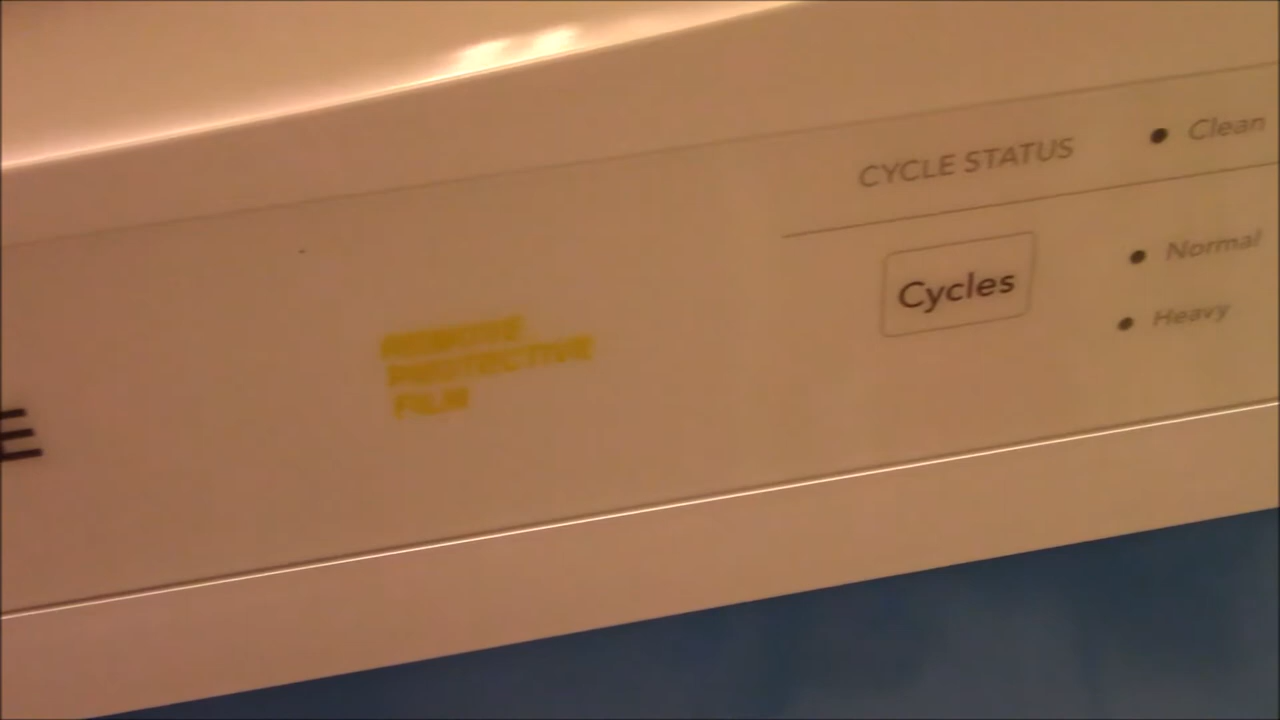 CYCLE STATUS
Clean
Cycles
Normal
Heavy
REMOVE
PROTECTIVE
FILM
E